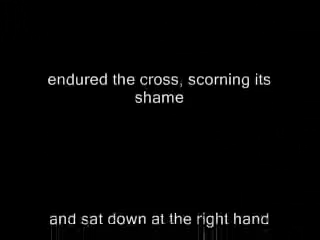 endured the cross, scorning its
shame
and sat down at the right hand